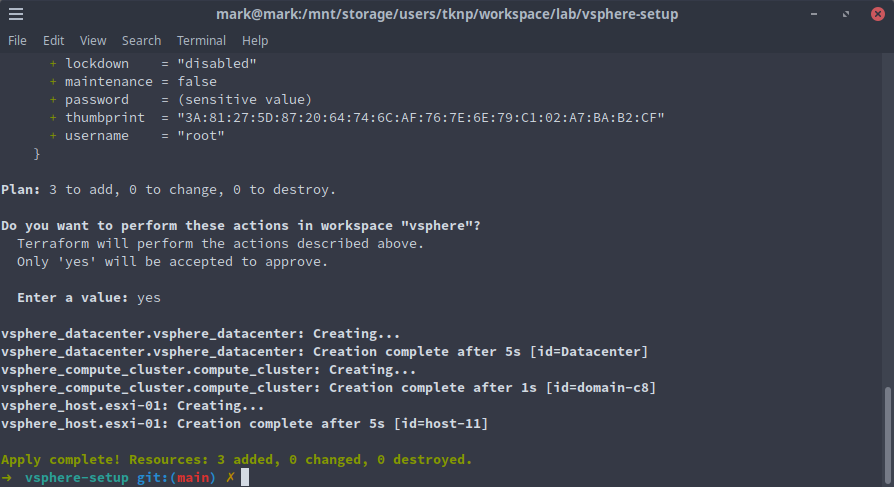 mark@mark:/mnt/storage/users/tknp/workspace/lab/vsphere-setup
File Edit View Search Terminal Help
+ lockdown    = "disabled"
+ maintenance = false
+ password    = (sensitive value)
+ thumbprint  = "3A:81:27:5D:87:20:64:74:6C:AF:76:7E:6E:79:C1:02:A7:BA:B2:CF"
+ username    = "root"
}
Plan: 3 to add, 0 to change, 0 to destroy.
Do you want to perform these actions in workspace "vsphere"?
Terraform will perform the actions described above.
Only 'yes' will be accepted to approve.
Enter a value: yes
vsphere_datacenter.vsphere_datacenter: Creating...
vsphere_datacenter.vsphere_datacenter: Creation complete after 5s [id=Datacenter]
vsphere_compute_cluster.compute_cluster: Creating...
vsphere_compute_cluster.compute_cluster: Creation complete after 1s [id=domain-c8]
vsphere_host.esxi-01: Creating...
vsphere_host.esxi-01: Creation complete after 5s [id=host-11]
Apply complete! Resources: 3 added, 0 changed, 0 destroyed.
→ vsphere-setup git:(main) ✗